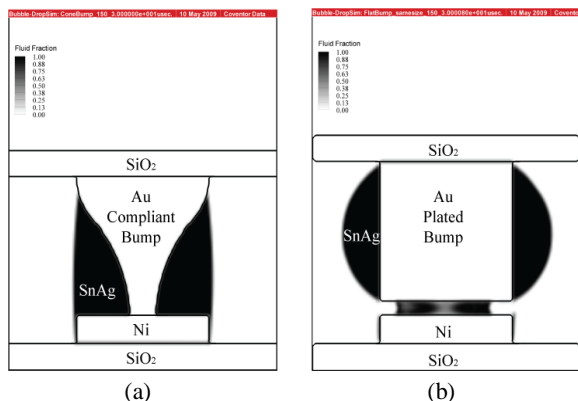 Bubble-DropSim: ConeBump_150_3.000000e+001usec. | 10 May 2009 | Coventor Data
Fluid Fraction
1.00
0.88
0.75
0.63
0.50
0.38
0.25
0.13
0.00
SiO2
Au
Compliant
Bump
SnAg
Ni
SiO2
(a)
Bubble-DropSim: FlatBump_samesize_150_3.000080e+001usec. | 10 May 2009 | Coventor
Fluid Fraction
1.00
0.88
0.75
0.63
0.50
0.38
0.25
0.13
0.00
SiO2
Au
Plated
Bump
SnAg
Ni
SiO2
(b)